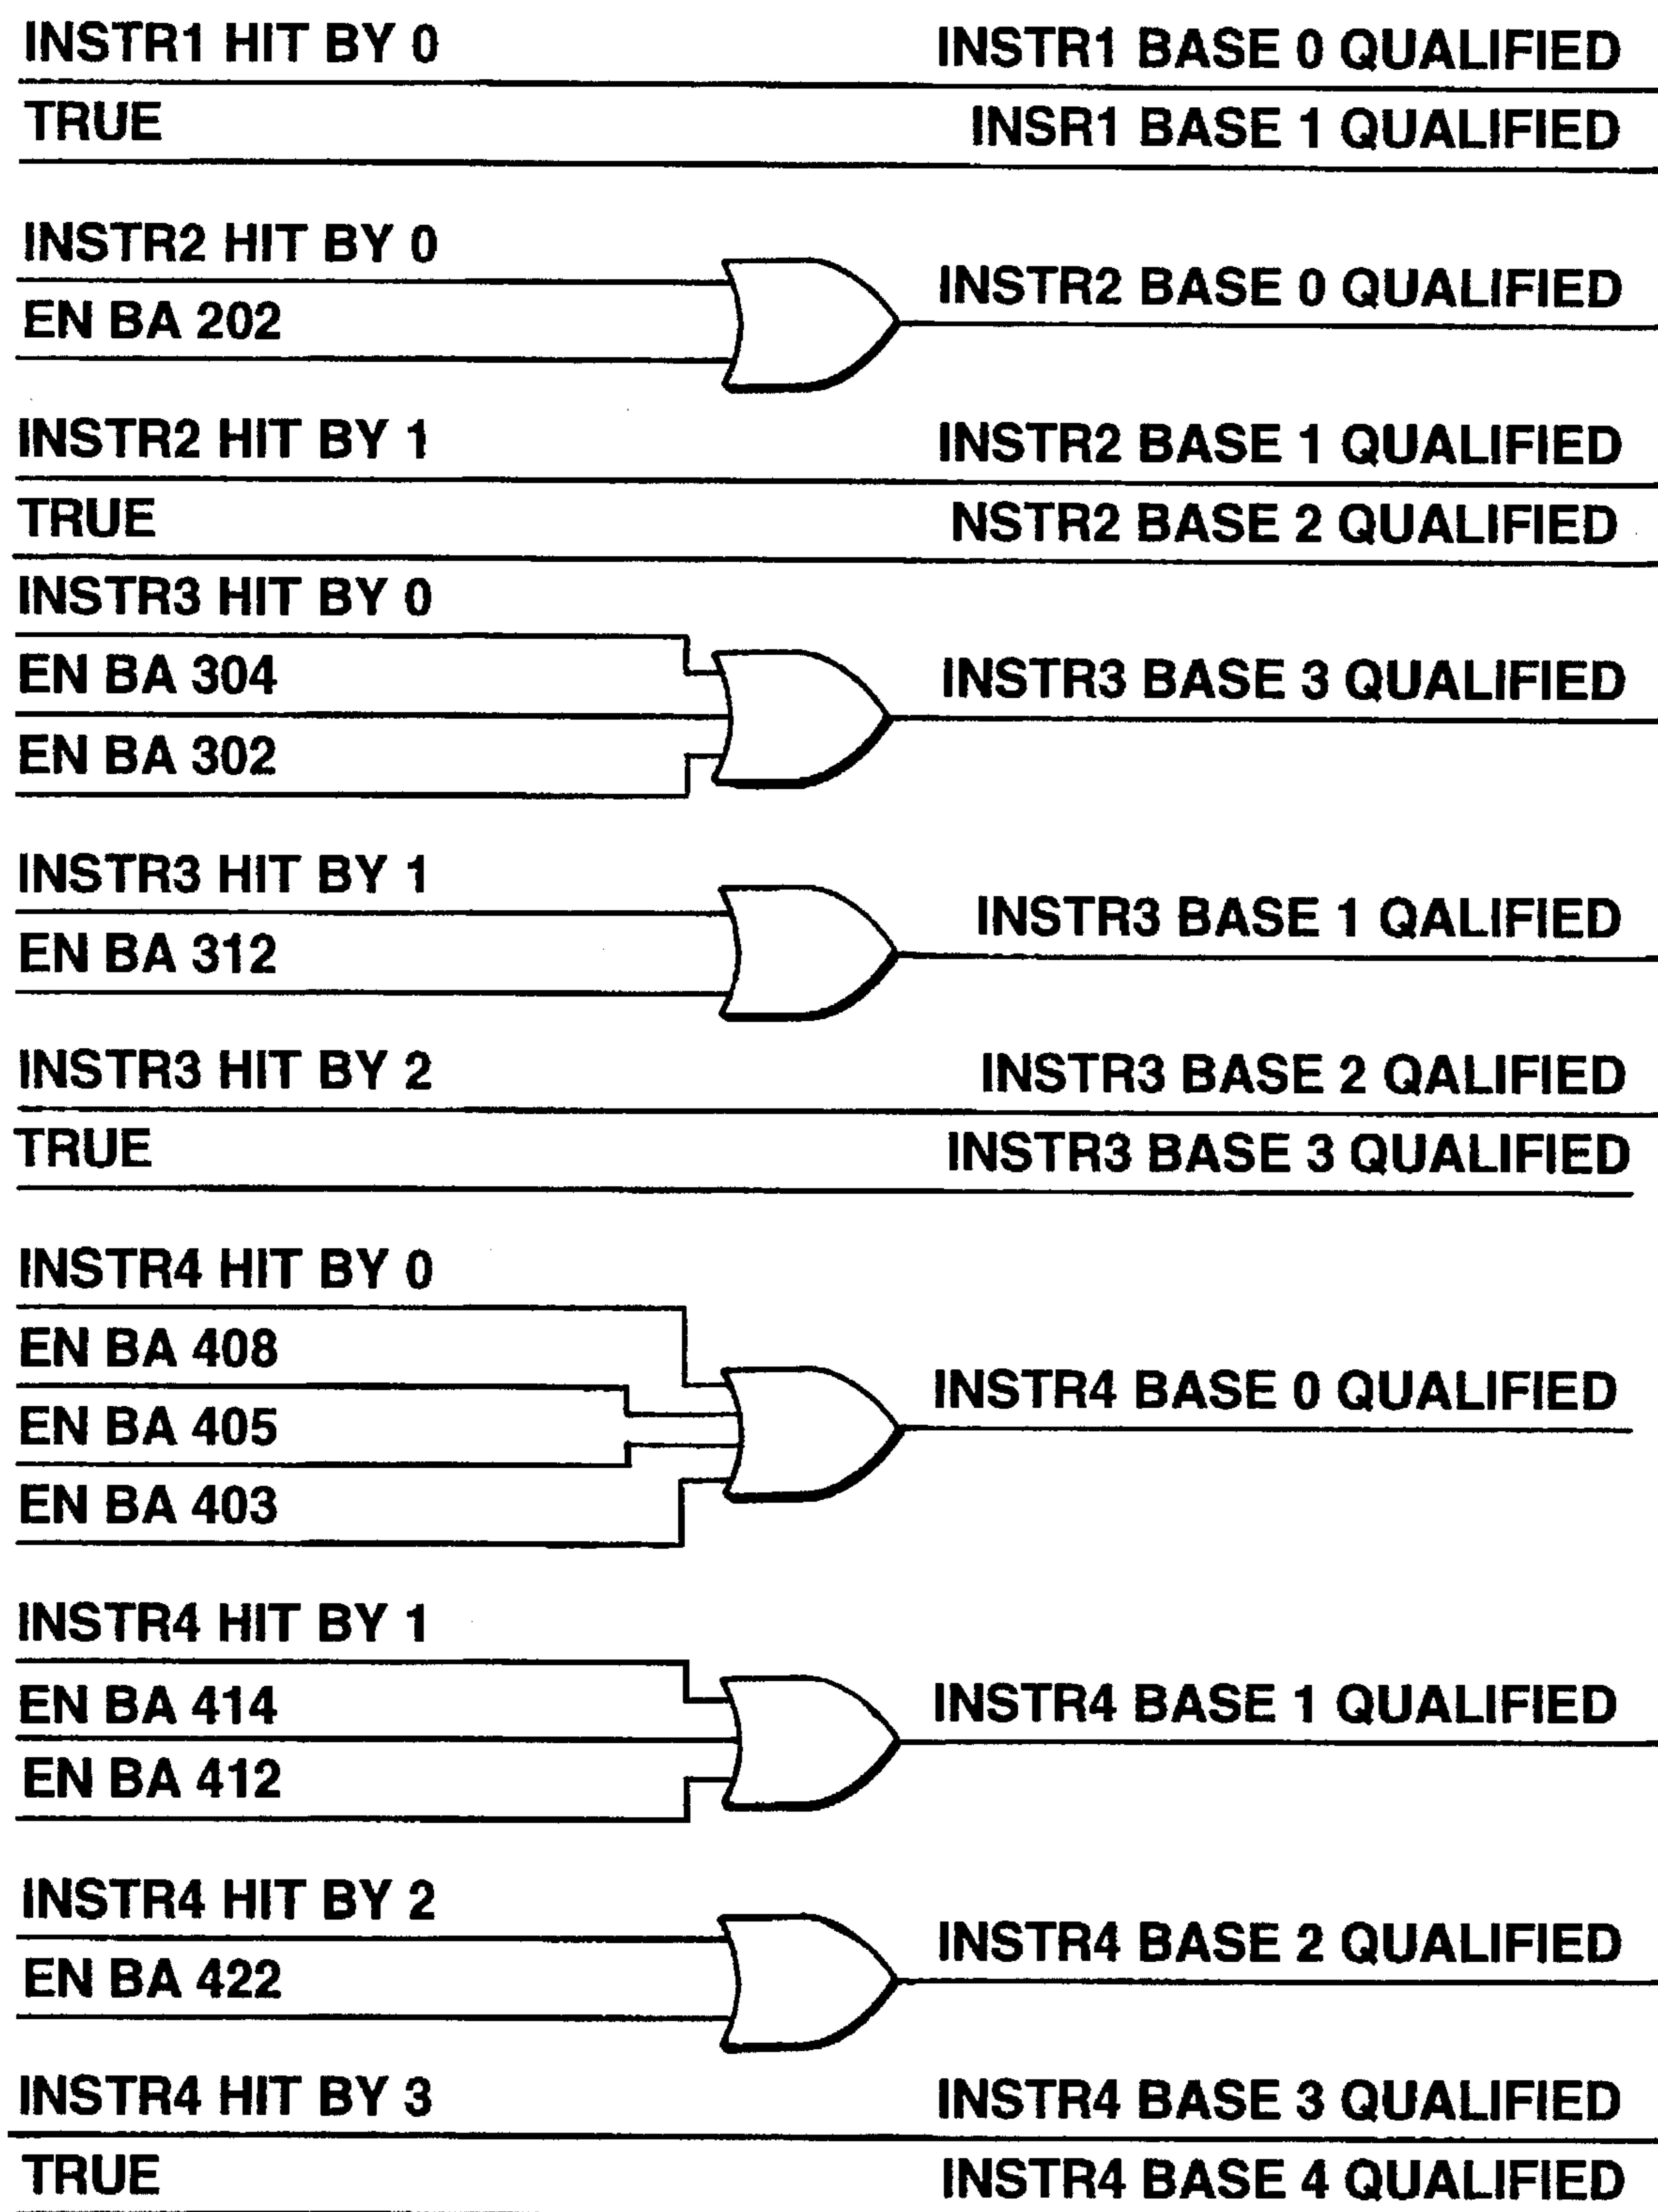 INSTR1 HIT BY 0 INSTR1 BASE 0 QUALIFIED
TRUE INSR1 BASE 1 QUALIFIED
INSTR2 HIT BY 0
INSTR2 BASE 0 QUALIFIED
EN BA 202
INSTR2 HIT BY 1 INSTR2 BASE 1 QUALIFIED
TRUE NSTR2 BASE 2 QUALIFIED
INSTR3 HIT BY 0
EN BA 304 INSTR3 BASE 3 QUALIFIED
EN BA 302
INSTR3 HIT BY 1
INSTR3 BASE 1 QALIFIED
EN BA 312
INSTR3 HIT BY 2 INSTR3 BASE 2 QALIFIED
TRUE INSTR3 BASE 3 QUALIFIED
INSTR4 HIT BY 0
EN BA 408
INSTR4 BASE 0 QUALIFIED
EN BA 405
EN BA 403
INSTR4 HIT BY 1
EN BA 414 INSTR4 BASE 1 QUALIFIED
EN BA 412
INSTR4 HIT BY 2
INSTR4 BASE 2 QUALIFIED
EN BA 422
INSTR4 HIT BY 3 INSTR4 BASE 3 QUALIFIED
TRUE INSTR4 BASE 4 QUALIFIED